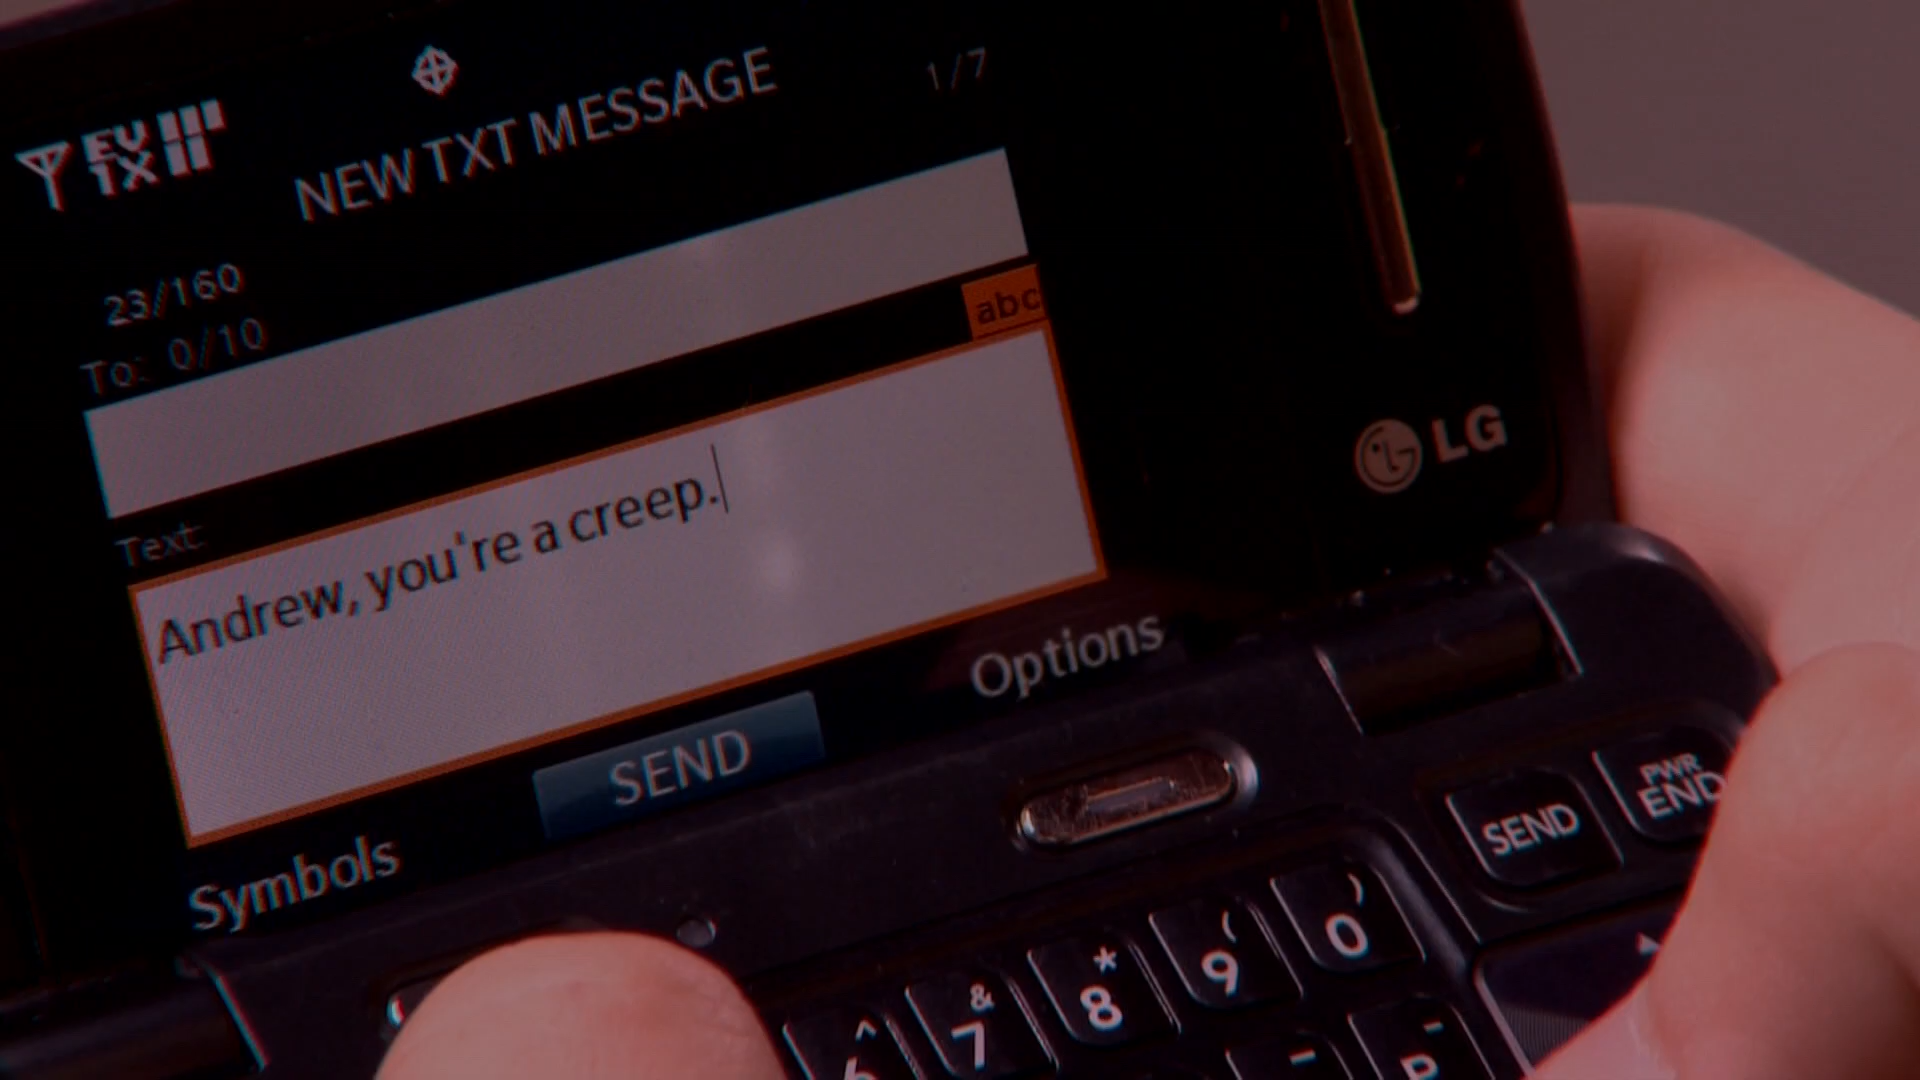 EV
1X
NEW TXT MESSAGE
1/7
23/160
To: 0/10
abc
Text:
Andrew, you're a creep.
Symbols
SEND
Options
LG
SEND
PWR
END
^
6
&
7
*
8
(
9
)
0
-
-
P